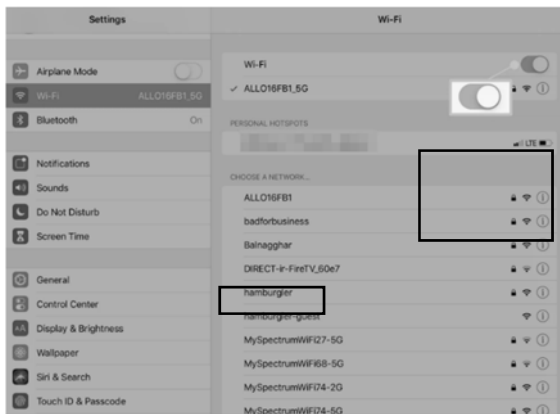 Settings
Wi-Fi
Airplane Mode
Wi-Fi ALLO16FB1_5G
Bluetooth On
Notifications
Sounds
Do Not Disturb
Screen Time
General
Control Center
Display & Brightness
Wallpaper
Siri & Search
Touch ID & Passcode
Wi-Fi
ALLO16FB1_5G
PERSONAL HOTSPOTS
LTE
CHOOSE A NETWORK...
ALLO16FB1
badforbusiness
Balnagghar
DIRECT-ir-FireTV_60e7
hamburgler
hamburgler-guest
MySpectrumWiFi27-5G
MySpectrumWiFi68-5G
MySpectrumWiFi74-2G
MySpectrumWiFi74-5G